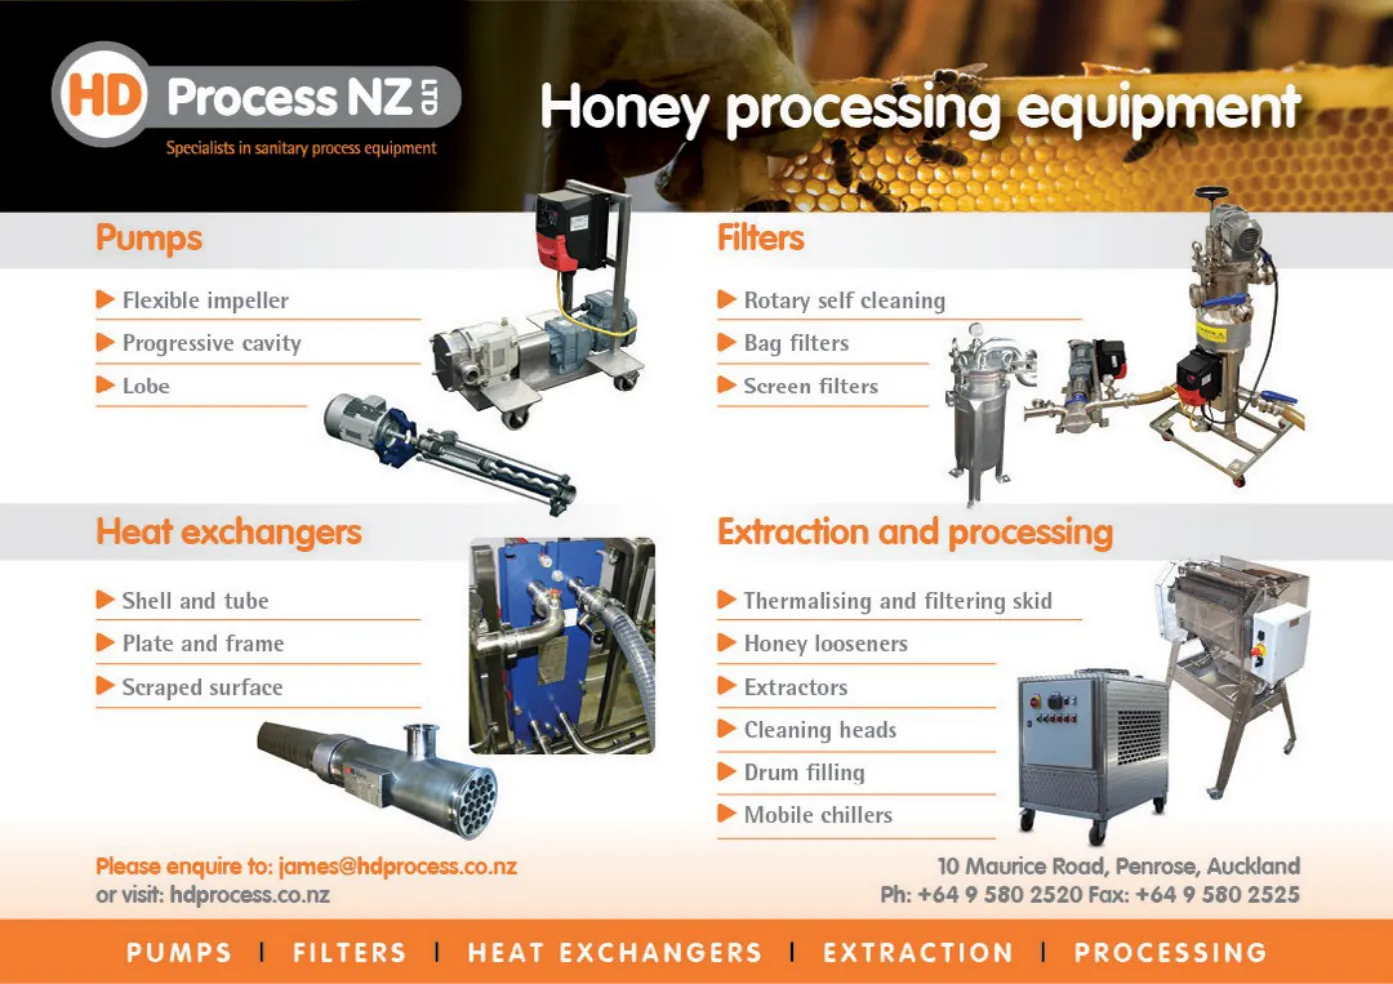 HD Process NZ LTD
Specialists in sanitary process equipment
Honey processing equipment
Pumps
Flexible impeller
Progressive cavity
Lobe
Filters
Rotary self cleaning
Bag filters
Screen filters
Heat exchangers
Shell and tube
Plate and frame
Scraped surface
Extraction and processing
Thermalising and filtering skid
Honey looseners
Extractors
Cleaning heads
Drum filling
Mobile chillers
Please enquire to: james@hdprocess.co.nz
or visit: hdprocess.co.nz
10 Maurice Road, Penrose, Auckland
Ph: +64 9 580 2520 Fax: +64 9 580 2525
PUMPS | FILTERS | HEAT EXCHANGERS | EXTRACTION | PROCESSING